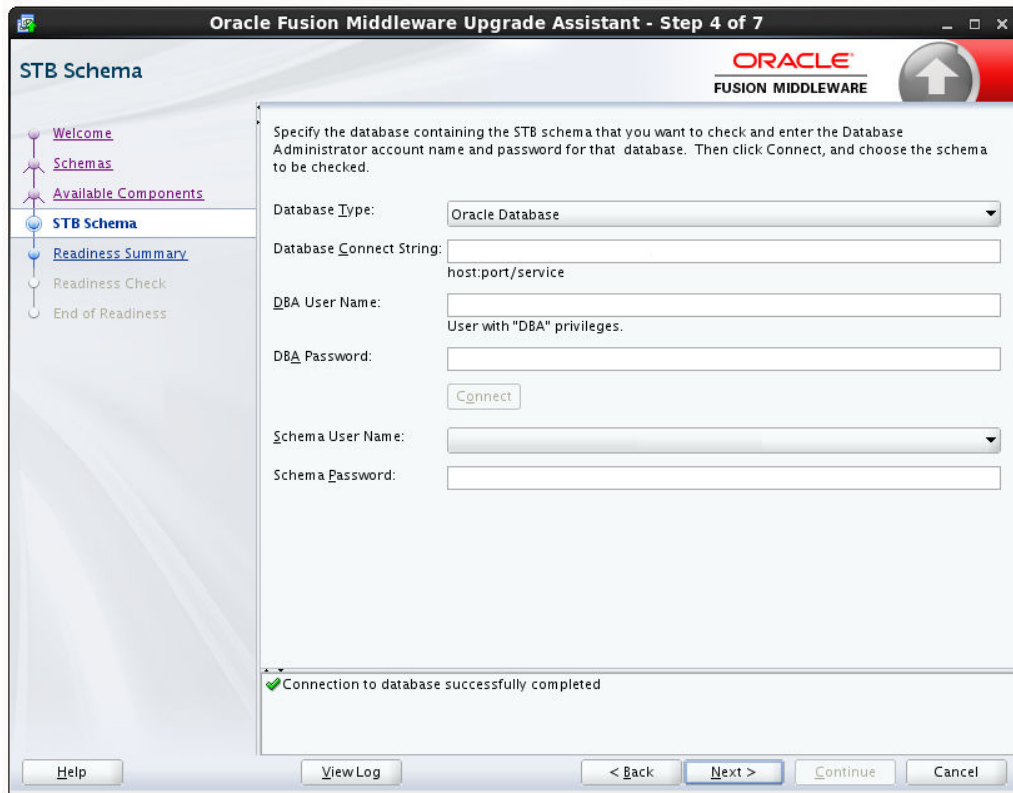 Oracle Fusion Middleware Upgrade Assistant - Step 4 of 7
STB Schema
ORACLE
FUSION MIDDLEWARE
Welcome
Schemas
Available Components
STB Schema
Readiness Summary
Readiness Check
End of Readiness
Specify the database containing the STB schema that you want to check and enter the Database
Administrator account name and password for that database. Then click Connect, and choose the schema
to be checked.
Database Type: Oracle Database
Database Connect String:
host:port/service
DBA User Name:
User with "DBA" privileges.
DBA Password:
Connect
Schema User Name:
Schema Password:
Connection to database successfully completed
Help View Log < Back Next > Continue Cancel